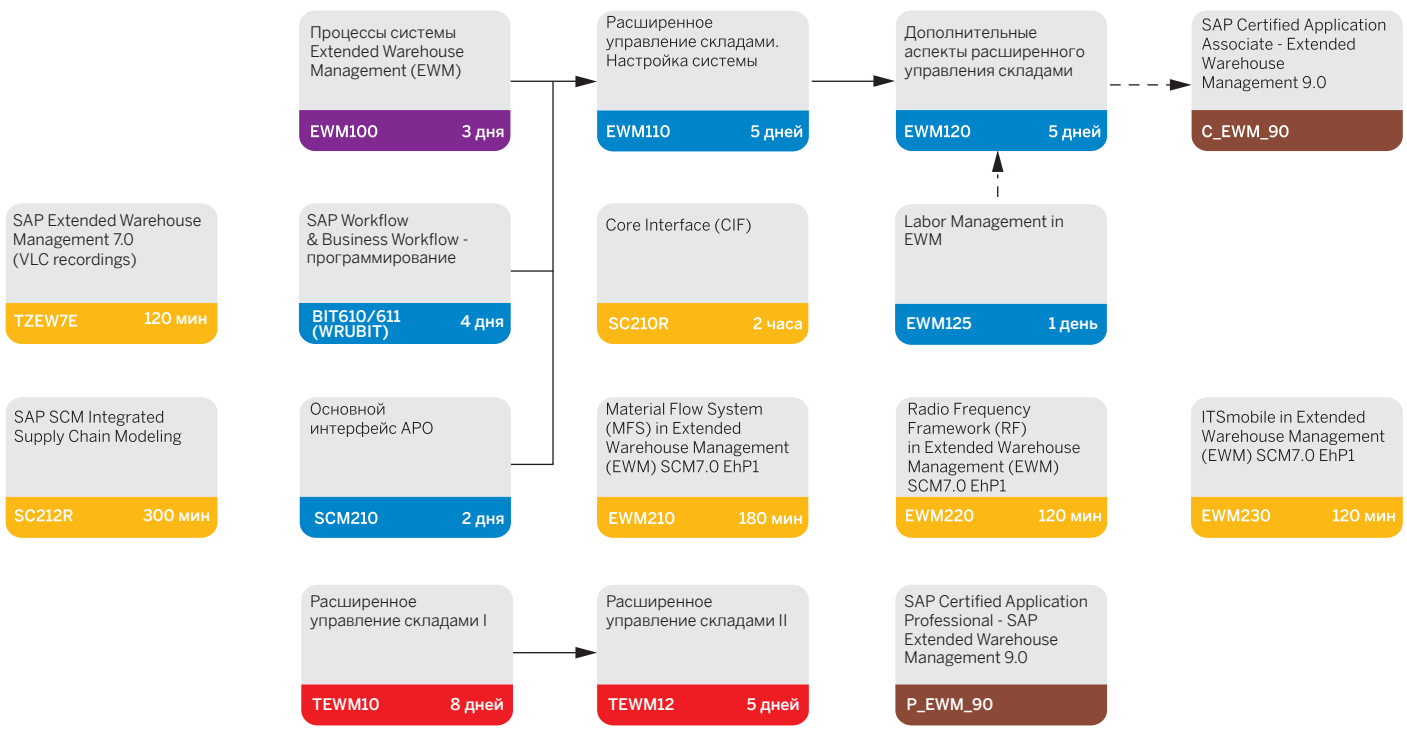 Процессы системы
Extended Warehouse
Management (EWM)
EWM100 3 дня
Расширенное
управление складами.
Настройка системы
EWM110 5 дней
Дополнительные
аспекты расширенного
управления складами
EWM120 5 дней
SAP Certified Application
Associate - Extended
Warehouse
Management 9.0
C_EWM_90
SAP Extended Warehouse
Management 7.0
(VLC recordings)
TZEW7E 120 мин
SAP Workflow
& Business Workflow -
программирование
BIT610/611
(WRUBIT) 4 дня
Core Interface (CIF)
SC210R 2 часа
Labor Management in
EWM
EWM125 1 день
SAP SCM Integrated
Supply Chain Modeling
SC212R 300 мин
Основной
интерфейс APO
SCM210 2 дня
Material Flow System
(MFS) in Extended
Warehouse Management
(EWM) SCM7.0 EhP1
EWM210 180 мин
Radio Frequency
Framework (RF)
in Extended Warehouse
Management (EWM)
SCM7.0 EhP1
EWM220 120 мин
ITSmobile in Extended
Warehouse Management
(EWM) SCM7.0 EhP1
EWM230 120 мин
Расширенное
управление складами I
TEWM10 8 дней
Расширенное
управление складами II
TEWM12 5 дней
SAP Certified Application
Professional - SAP
Extended Warehouse
Management 9.0
P_EWM_90